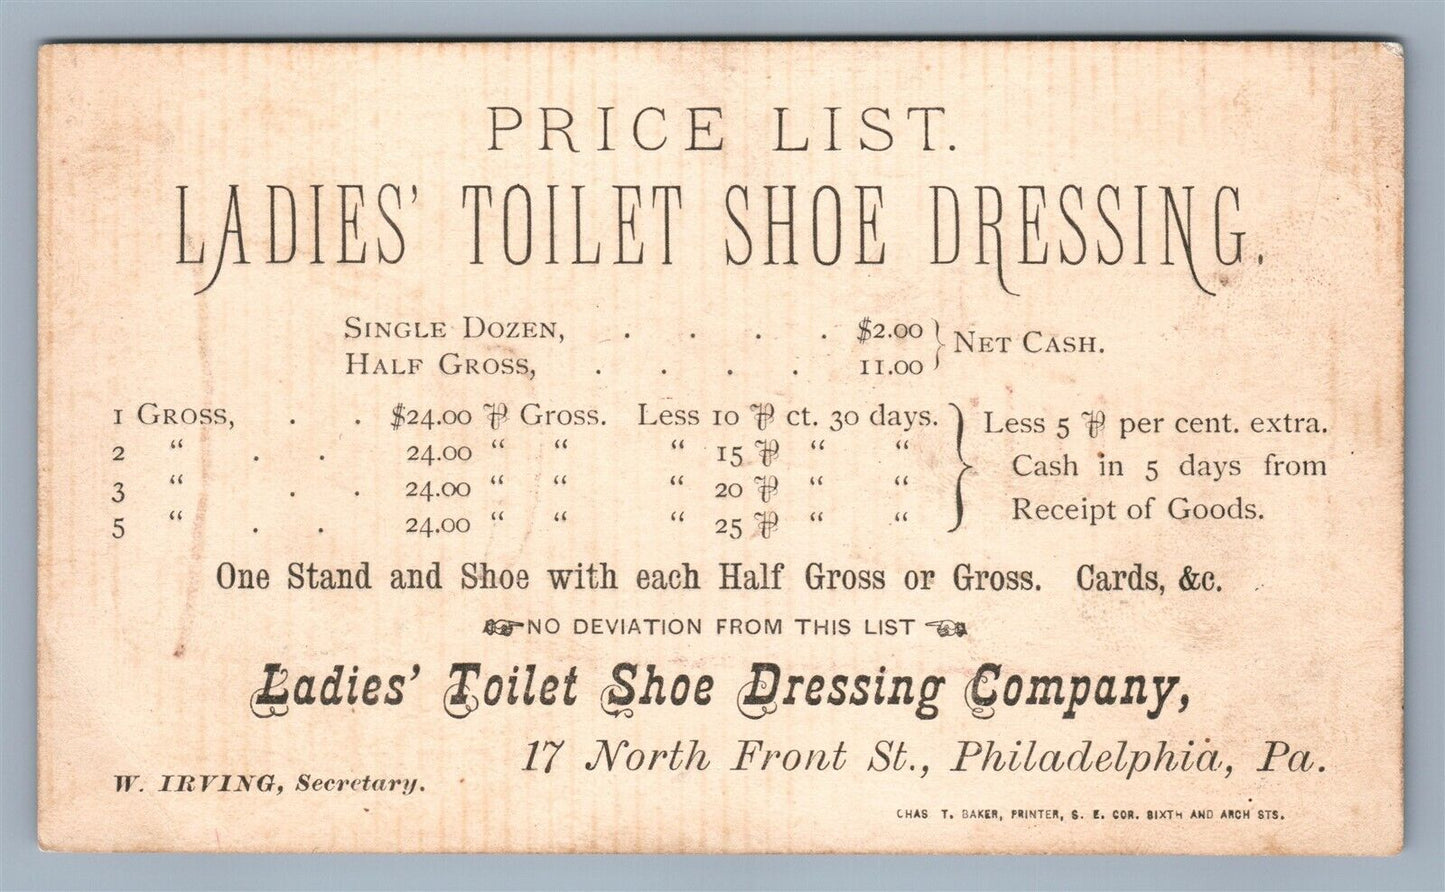 PRICE LIST.
LADIES' TOILET SHOE DRESSING.
SINGLE DOZEN, . . . . $2.00 } NET CASH.
HALF GROSS, . . . . 11.00
1 GROSS, . . $24.00 ⅌ Gross. Less 10 ⅌ ct. 30 days. } Less 5 ⅌ per cent. extra.
2 “ . . 24.00 “ “ “ 15 ⅌ “ “ Cash in 5 days from
3 “ . . 24.00 “ “ “ 20 ⅌ “ “ Receipt of Goods.
5 “ . . 24.00 “ “ “ 25 ⅌ “ “
One Stand and Shoe with each Half Gross or Gross. Cards, &c.
☞NO DEVIATION FROM THIS LIST☜
Ladies' Toilet Shoe Dressing Company,
17 North Front St., Philadelphia, Pa.
W. IRVING, Secretary.
CHAS T. BAKER, PRINTER, S. E. COR. SIXTH AND ARCH STS.